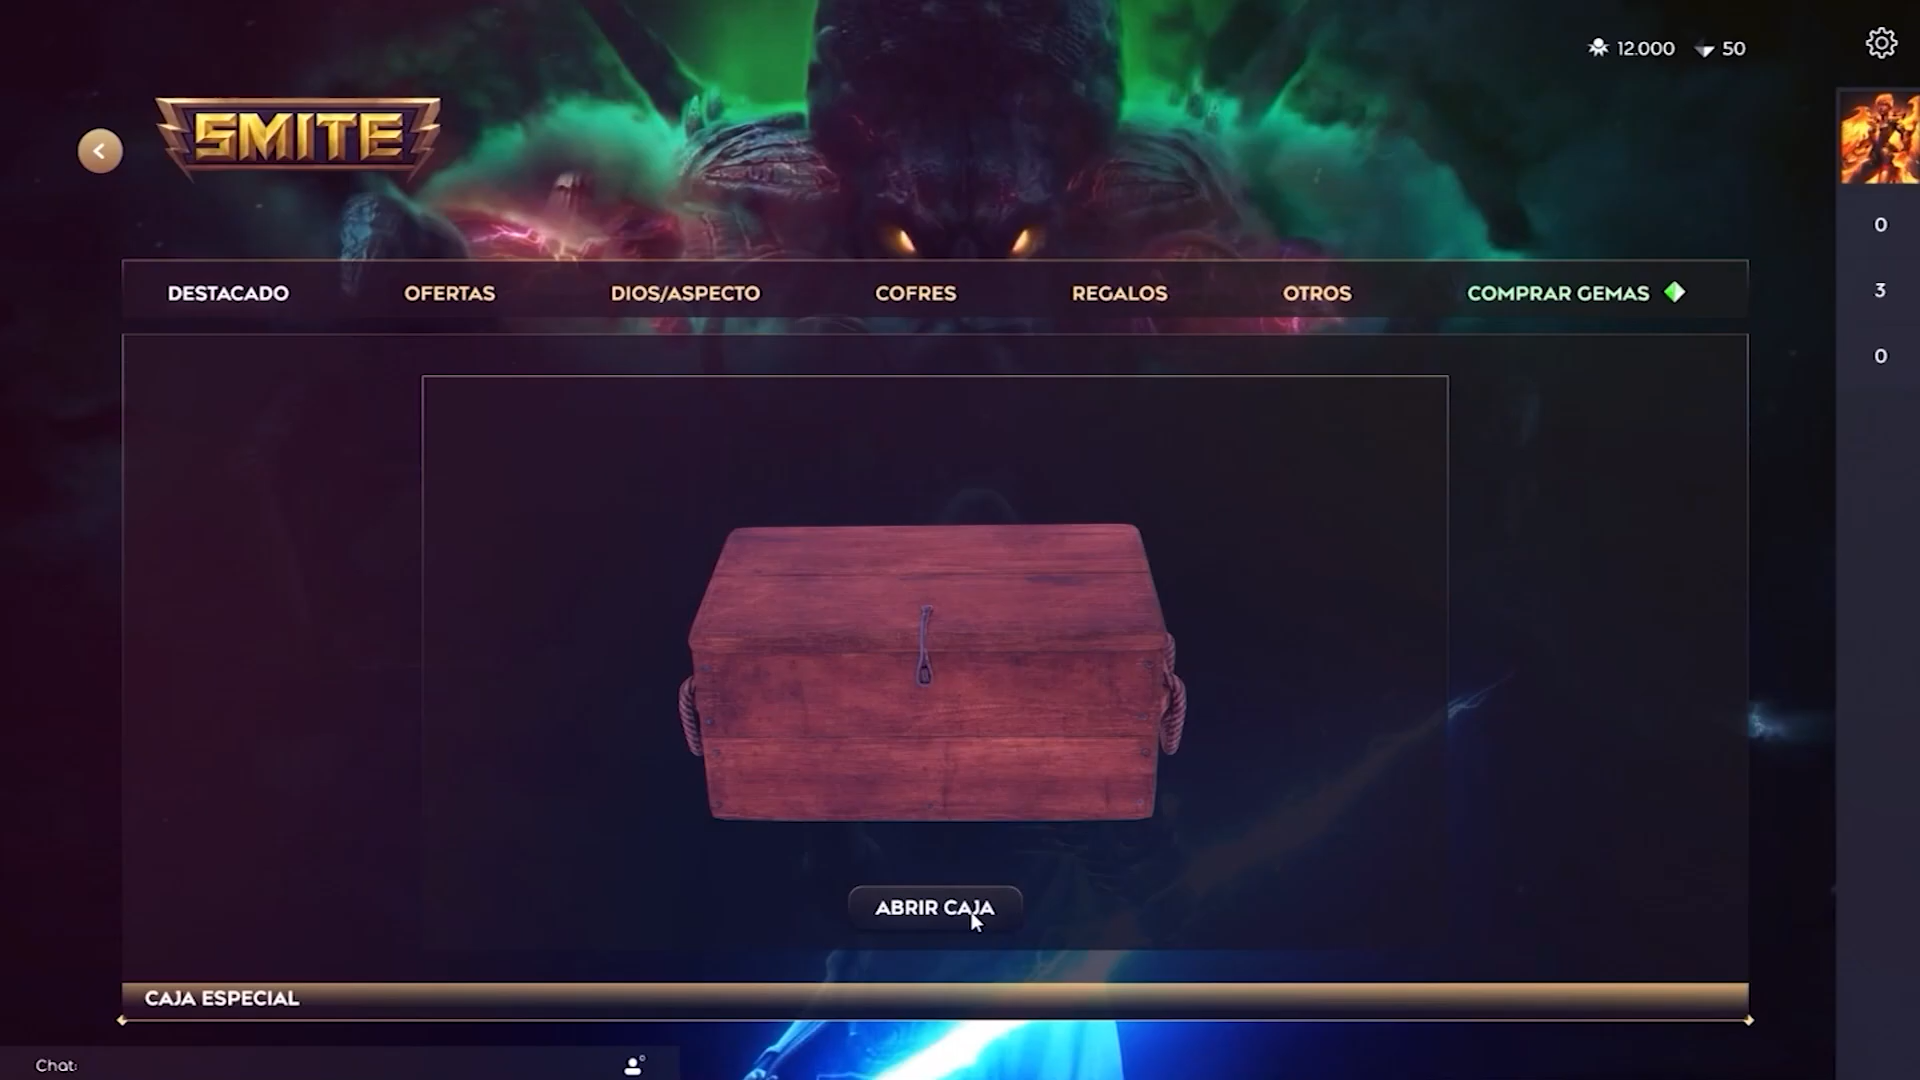 12.000
50
SMITE
DESTACADO
OFERTAS
DIOS/ASPECTO
COFRES
REGALOS
OTROS
COMPRAR GEMAS
0
3
0
ABRIR CAJA
CAJA ESPECIAL
Chat:
0